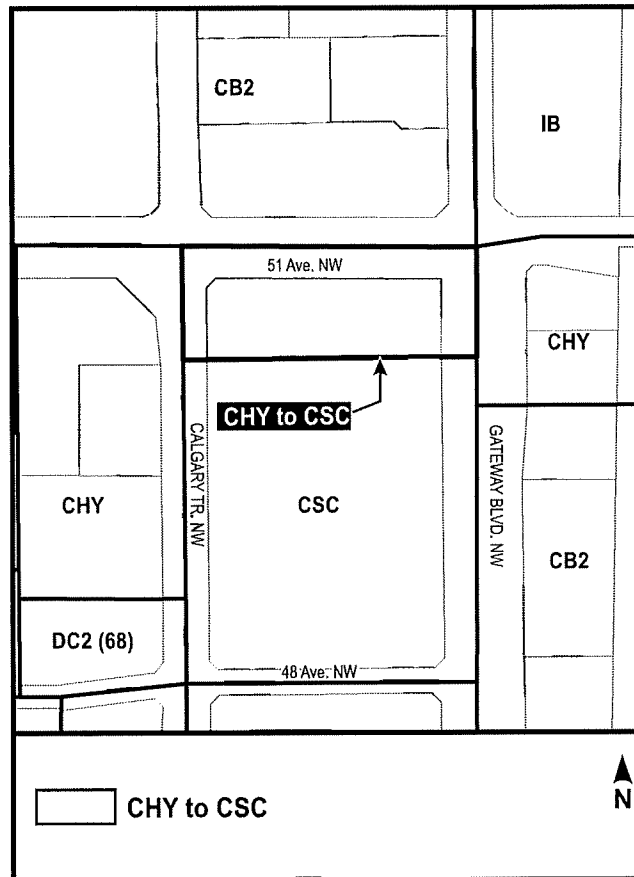 CB2
IB
51 Ave. NW
CHY
CHY to CSC
CALGARY TR. NW
GATEWAY BLVD. NW
CHY
CSC
CB2
DC2 (68)
48 Ave. NW
CHY to CSC
N